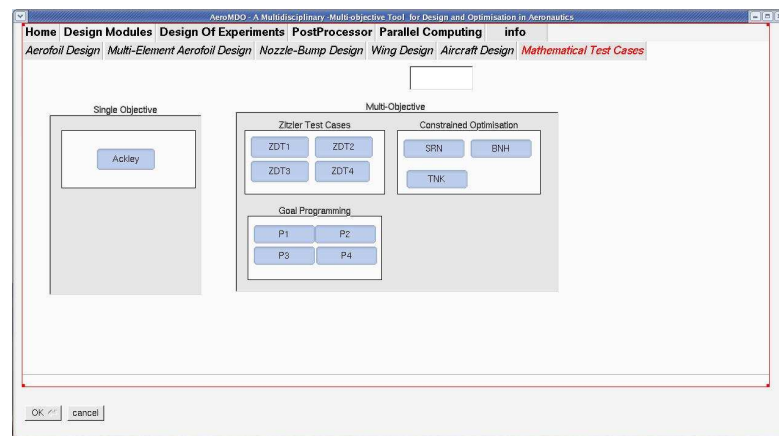 AeroMDO - A Multidisciplinary -Multi-objective Tool for Design and Optimisation in Aeronautics
Home Design Modules Design Of Experiments PostProcessor Parallel Computing info
Aerofoil Design Multi-Element Aerofoil Design Nozzle-Bump Design Wing Design Aircraft Design Mathematical Test Cases
Single Objective
Multi-Objective
Ackley
Zitzler Test Cases
ZDT1 ZDT2
ZDT3 ZDT4
Constrained Optimisation
SRN BNH
TNK
Goal Programming
P1 P2
P3 P4
OK cancel